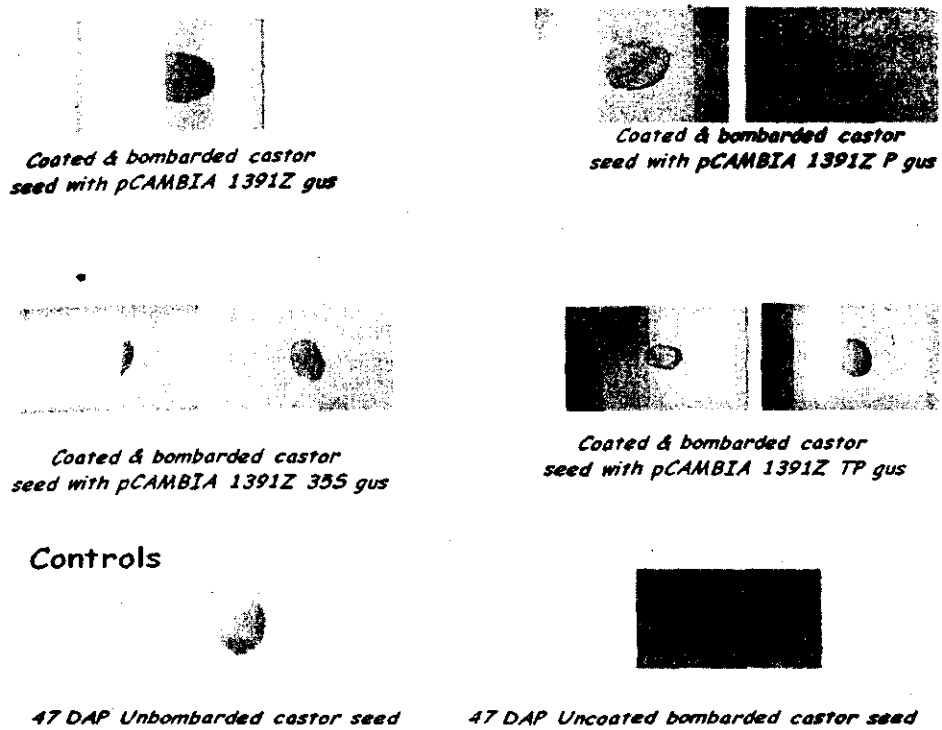 Coated & bombarded castor
seed with pCAMBIA 1391Z gus
Coated & bombarded castor
seed with pCAMBIA 1391Z P gus
Coated & bombarded castor
seed with pCAMBIA 1391Z 35S gus
Coated & bombarded castor
seed with pCAMBIA 1391Z TP gus
Controls
47 DAP Unbombarded castor seed
47 DAP Uncoated bombarded castor seed